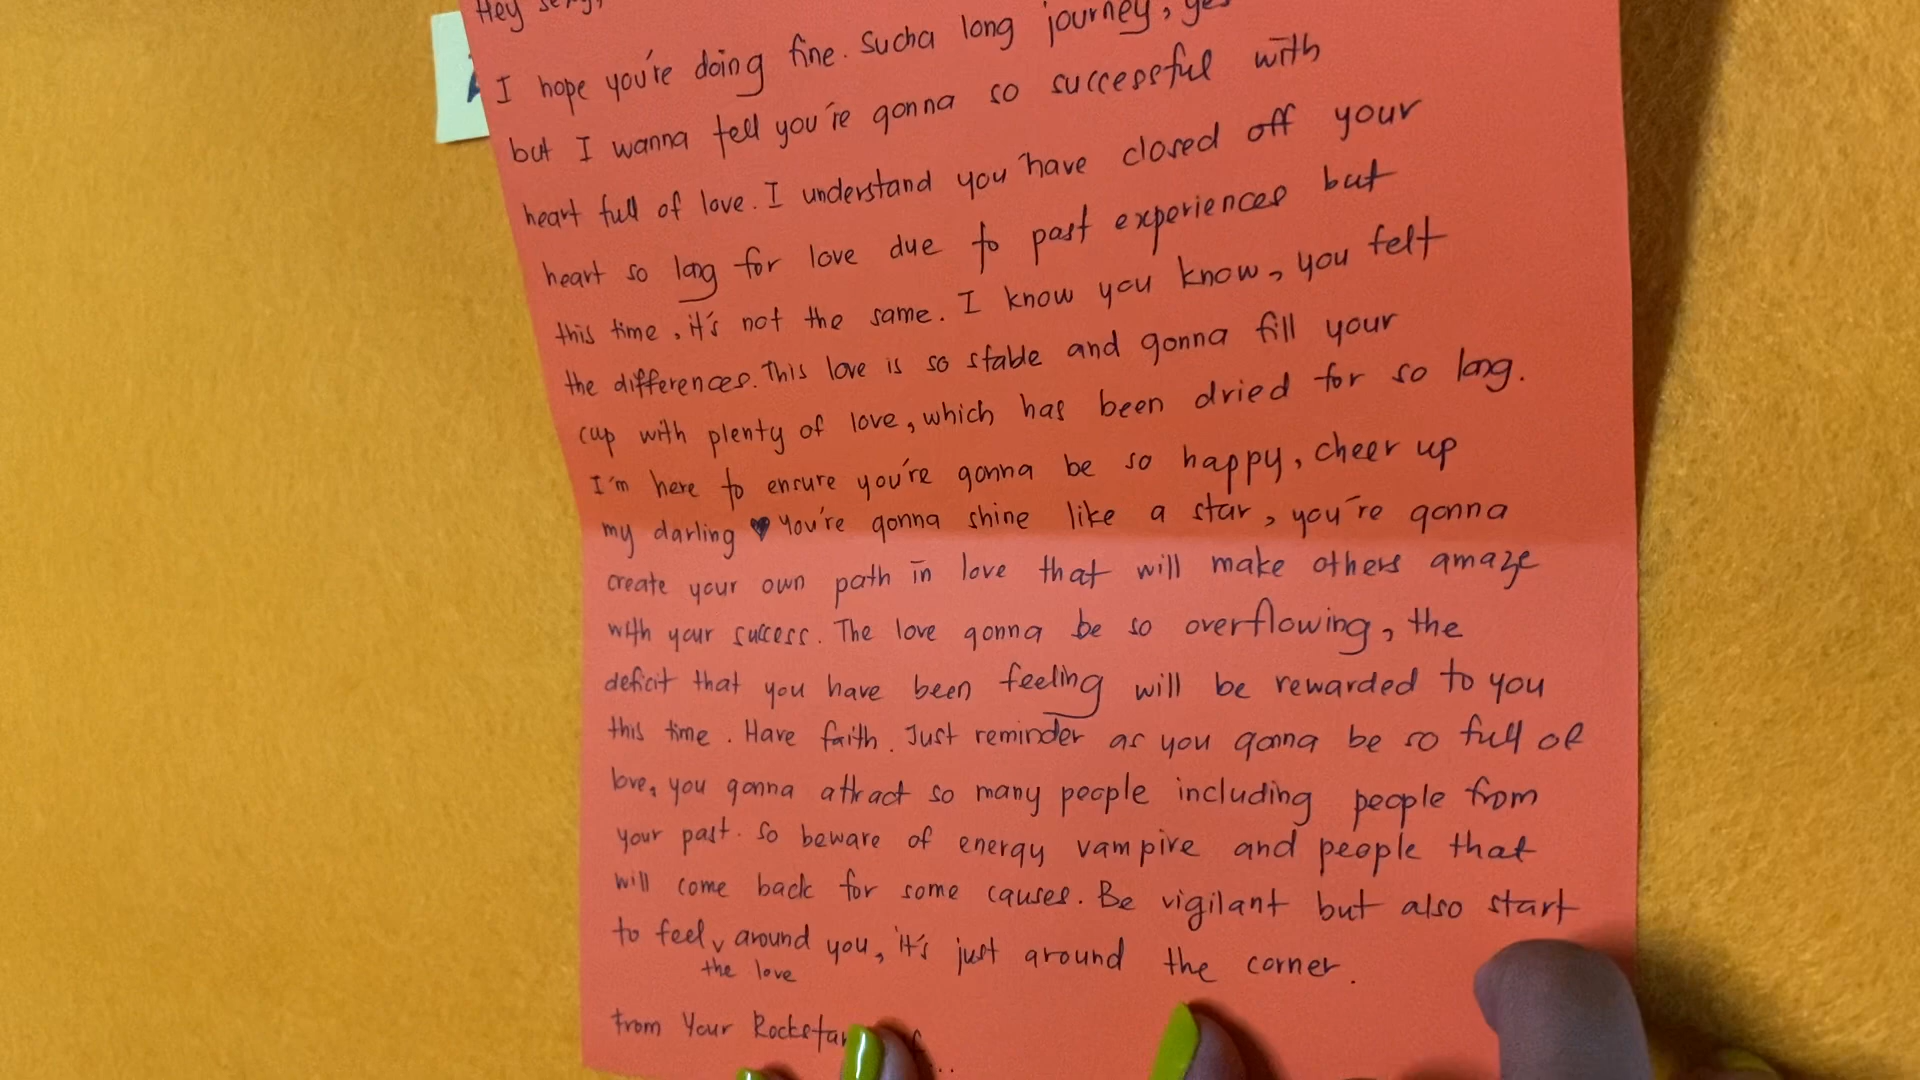 Hey sexy,
I hope you're doing fine. Sucha long journey, yes
but I wanna tell you're gonna so successful with
heart full of love. I understand you have closed off your
heart so long for love due to past experiences but
this time, it's not the same. I know you know, you felt
the differences. This love is so stable and gonna fill your
cup with plenty of love, which has been dried for so long.
I'm here to ensure you're gonna be so happy, cheer up
my darling ♥ You're gonna shine like a star, you're gonna
create your own path in love that will make others amaze
with your success. The love gonna be so overflowing, the
deficit that you have been feeling will be rewarded to you
this time. Have faith. Just reminder as you gonna be so full of
love, you gonna attract so many people including people from
your past. So beware of energy vampire and people that
will come back for some causes. Be vigilant but also start
to feel the love around you, it's just around the corner.
from Your Rockstar